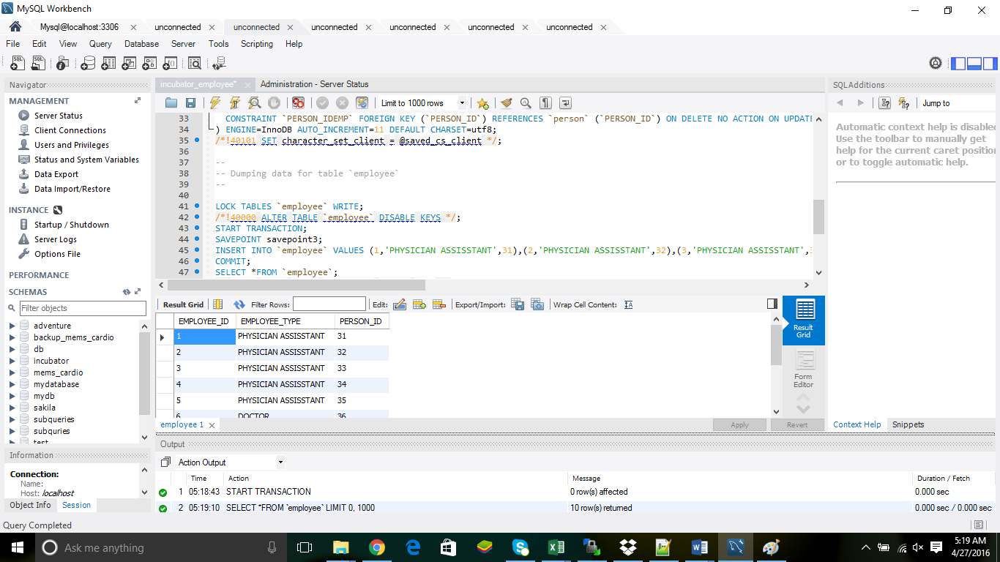 MySQL Workbench
Mysql@localhost:3306 unconnected unconnected unconnected unconnected unconnected unconnected
File Edit View Query Database Server Tools Scripting Help
Navigator
MANAGEMENT
Server Status
Client Connections
Users and Privileges
Status and System Variables
Data Export
Data Import/Restore
INSTANCE
Startup / Shutdown
Server Logs
Options File
PERFORMANCE
SCHEMAS
Filter objects
adventure
backup_mems_cardio
db
incubator
mems_cardio
mydatabase
mydb
sakila
subqueries
subquries
test
Information
Connection:
Name:
Host: localhost
Object Info Session
Query Completed
incubator_employee* Administration - Server Status
Limit to 1000 rows
33 CONSTRAINT `PERSON_IDEMP` FOREIGN KEY (`PERSON_ID`) REFERENCES `person` (`PERSON_ID`) ON DELETE NO ACTION ON UPDATE
34 ) ENGINE=InnoDB AUTO_INCREMENT=11 DEFAULT CHARSET=utf8;
35 /*!40101 SET character_set_client = @saved_cs_client */;
36
37 --
38 -- Dumping data for table `employee`
39 --
40
41 LOCK TABLES `employee` WRITE;
42 /*!40000 ALTER TABLE `employee` DISABLE KEYS */;
43 START TRANSACTION;
44 SAVEPOINT savepoint3;
45 INSERT INTO `employee` VALUES (1,'PHYSICIAN ASSISSTANT',31),(2,'PHYSICIAN ASSISSTANT',32),(3,'PHYSICIAN ASSISSTANT',
46 COMMIT;
47 SELECT *FROM `employee`;
Result Grid Filter Rows: Edit: Export/Import: Wrap Cell Content:
EMPLOYEE_ID EMPLOYEE_TYPE PERSON_ID
1 PHYSICIAN ASSISSTANT 31
2 PHYSICIAN ASSISSTANT 32
3 PHYSICIAN ASSISSTANT 33
4 PHYSICIAN ASSISSTANT 34
5 PHYSICIAN ASSISSTANT 35
6 DOCTOR 36
Result
Grid
Form
Editor
employee 1 Apply Revert
SQLAdditions
Jump to
Automatic context help is disabled
Use the toolbar to manually get
help for the current caret position
or to toggle automatic help.
Context Help Snippets
Output
Action Output
Time Action Message Duration / Fetch
1 05:18:43 START TRANSACTION 0 row(s) affected 0.000 sec
2 05:19:10 SELECT *FROM `employee` LIMIT 0, 1000 10 row(s) returned 0.000 sec / 0.000 sec
Ask me anything
5:19 AM
4/27/2016